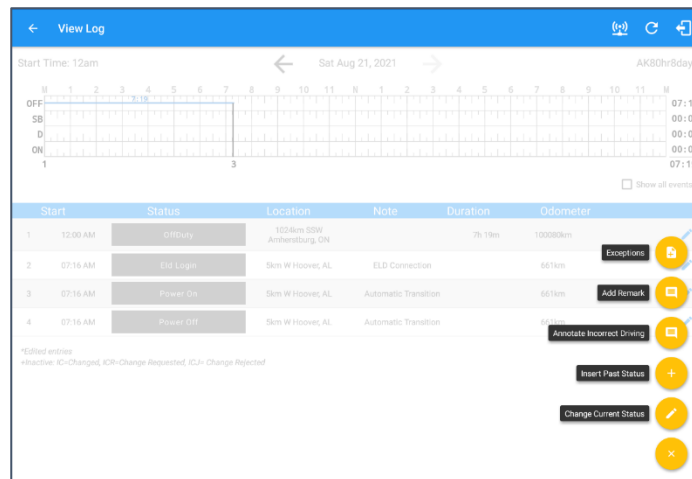 View Log
Start Time: 12am
Sat Aug 21, 2021
AK80hr8day
M 1 2 3 4 5 6 7 8 9 10 11 N 1 2 3 4 5 6 7 8 9 10 11 M
OFF 7:19 07:1
SB 00:0
D 00:0
ON 00:0
1 3 07:1
Show all events
Start Status Location Note Duration Odometer
1 12:00 AM OffDuty 1024km SSW Amherstburg, ON 7h 19m 100080km
Exceptions
2 07:16 AM Eld Login 5km W Hoover, AL ELD Connection 661km
3 07:16 AM Power On 5km W Hoover, AL Automatic Transition 661km
Add Remark
4 07:16 AM Power Off 5km W Hoover, AL Automatic Transition 661km
Annotate Incorrect Driving
*Edited entries
*Inactive: IC=Changed, ICR=Change Requested, ICJ= Change Rejected
Insert Past Status
Change Current Status